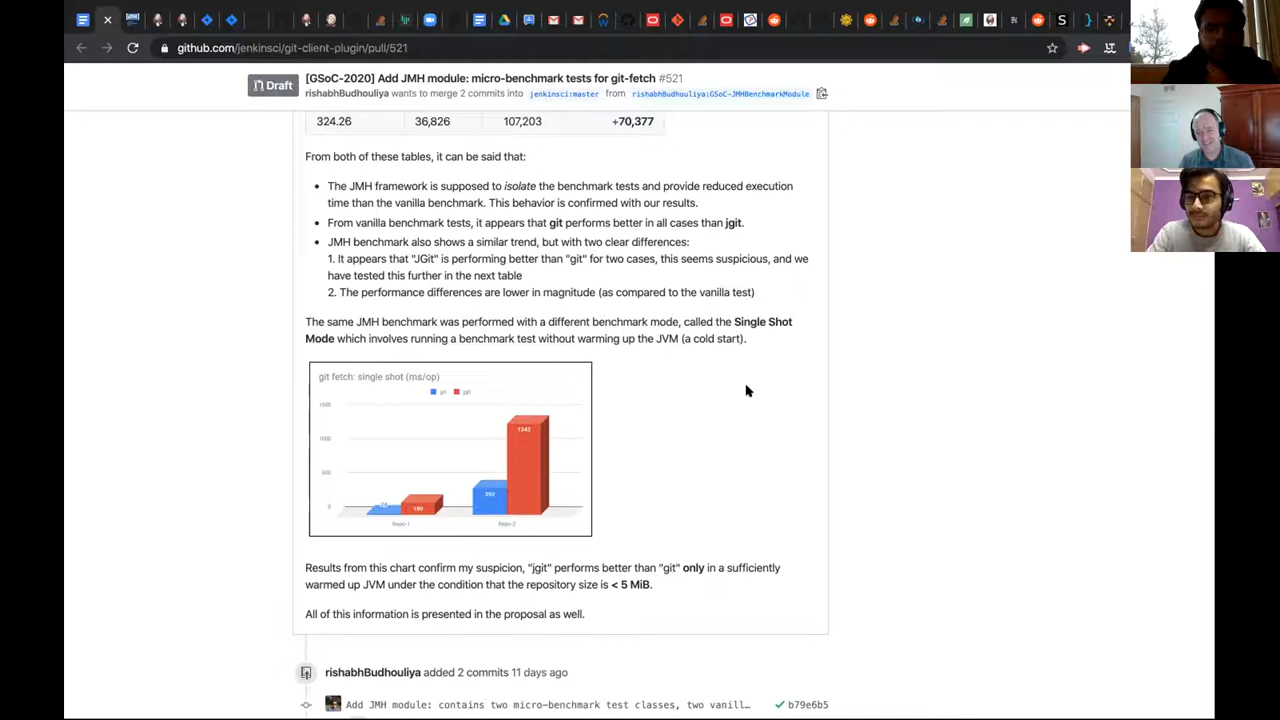 github.com/jenkinsci/git-client-plugin/pull/521
Draft
[GSoC-2020] Add JMH module: micro-benchmark tests for git-fetch #521
rishabhBudhouliya wants to merge 2 commits into jenkinsci:master from rishabhBudhouliya:GSoC-JMHBenchmarkModule
324.26 36,826 107,203 +70,377
From both of these tables, it can be said that:
• The JMH framework is supposed to isolate the benchmark tests and provide reduced execution
time than the vanilla benchmark. This behavior is confirmed with our results.
• From vanilla benchmark tests, it appears that git performs better in all cases than jgit.
• JMH benchmark also shows a similar trend, but with two clear differences:
1. It appears that "JGit" is performing better than "git" for two cases, this seems suspicious, and we
have tested this further in the next table
2. The performance differences are lower in magnitude (as compared to the vanilla test)
The same JMH benchmark was performed with a different benchmark mode, called the Single Shot
Mode which involves running a benchmark test without warming up the JVM (a cold start).
git fetch: single shot (ms/op)
git jgit
1500
1000
500
0
1342
392
180
Repo-1 Repo-2
Results from this chart confirm my suspicion, "jgit" performs better than "git" only in a sufficiently
warmed up JVM under the condition that the repository size is < 5 MiB.
All of this information is presented in the proposal as well.
rishabhBudhouliya added 2 commits 11 days ago
Add JMH module: contains two micro-benchmark test classes, two vanill… b79e6b5